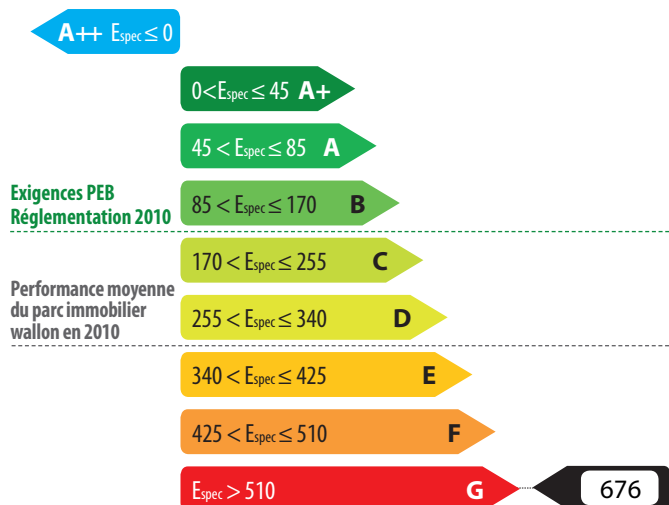 A++ Espec ≤ 0
0<Espec ≤ 45 A+
45 < Espec ≤ 85 A
Exigences PEB
Réglementation 2010
85 < Espec ≤ 170 B
170 < Espec ≤ 255 C
Performance moyenne
du parc immobilier
wallon en 2010
255 < Espec ≤ 340 D
340 < Espec ≤ 425 E
425 < Espec ≤ 510 F
Espec > 510 G 676